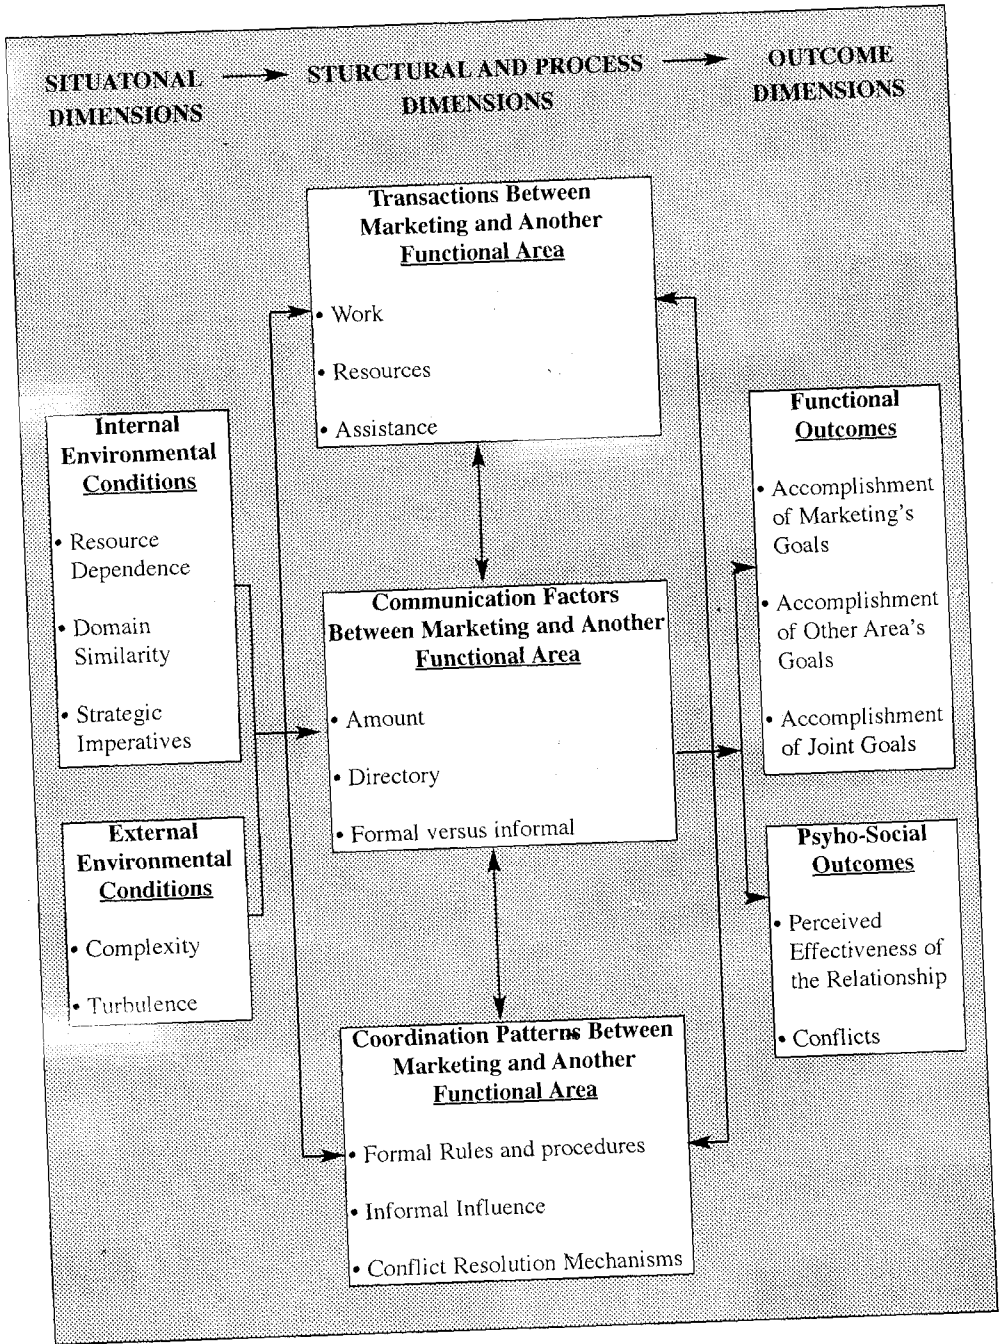 SITUATONAL
DIMENSIONS
STURCTURAL AND PROCESS
DIMENSIONS
OUTCOME
DIMENSIONS
Transactions Between
Marketing and Another
Functional Area
• Work
• Resources
• Assistance
Internal
Environmental
Conditions
• Resource
Dependence
• Domain
Similarity
• Strategic
Imperatives
External
Environmental
Conditions
• Complexity
• Turbulence
Communication Factors
Between Marketing and Another
Functional Area
• Amount
• Directory
• Formal versus informal
Coordination Patterns Between
Marketing and Another
Functional Area
• Formal Rules and procedures
• Informal Influence
• Conflict Resolution Mechanisms
Functional
Outcomes
• Accomplishment
of Marketing's
Goals
• Accomplishment
of Other Area's
Goals
• Accomplishment
of Joint Goals
Psyho-Social
Outcomes
• Perceived
Effectiveness of
the Relationship
• Conflicts